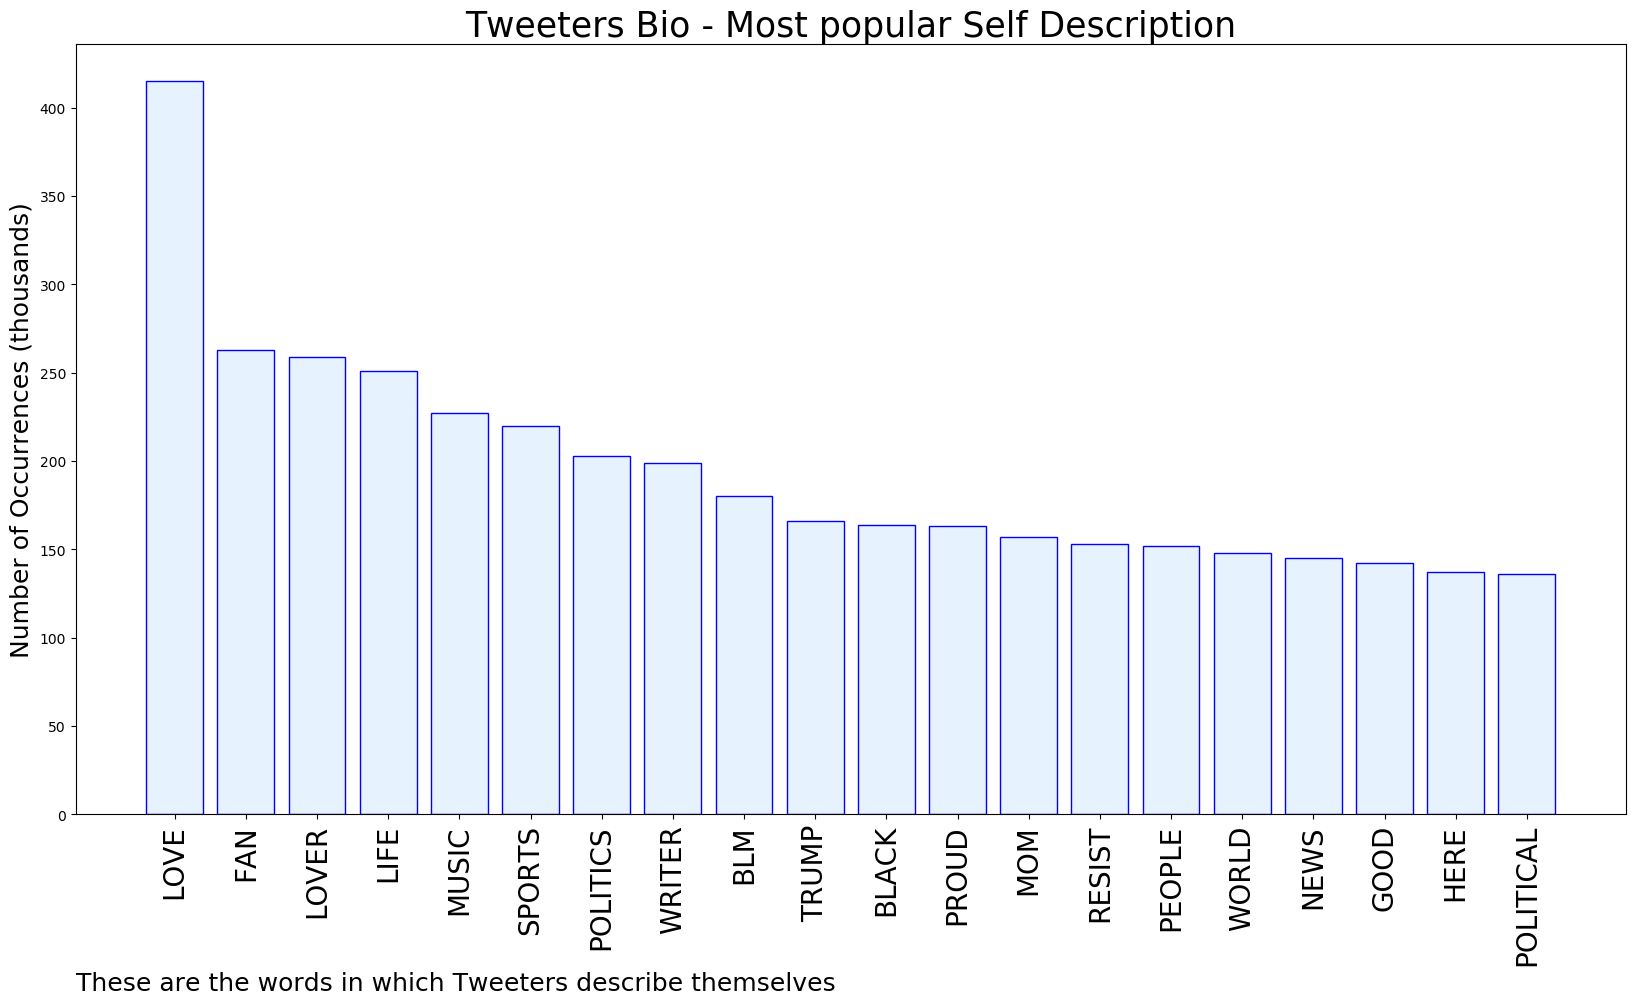 Tweeters Bio - Most popular Self Description
Number of Occurrences (thousands)
400
350
300
250
200
150
100
50
0
LOVE
FAN
LOVER
LIFE
MUSIC
SPORTS
POLITICS
WRITER
BLM
TRUMP
BLACK
PROUD
MOM
RESIST
PEOPLE
WORLD
NEWS
GOOD
HERE
POLITICAL
These are the words in which Tweeters describe themselves